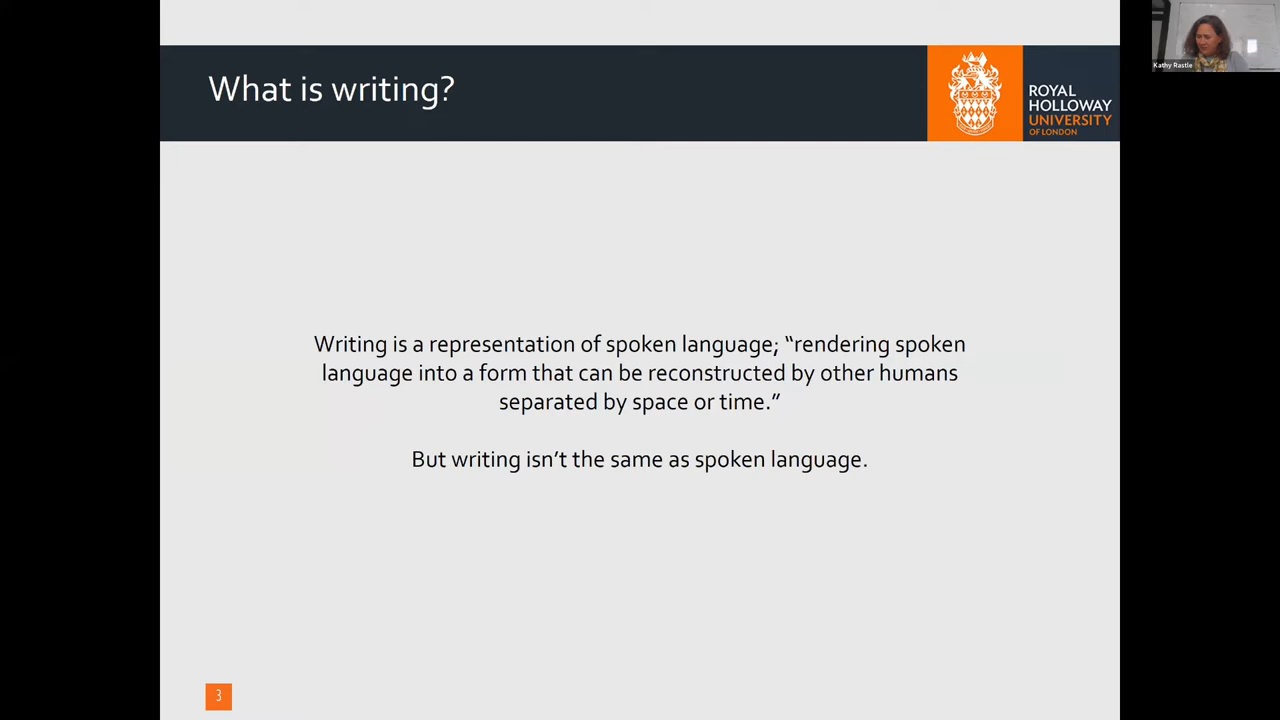 What is writing?
ROYAL
HOLLOWAY
UNIVERSITY
OF LONDON
Kathy Rastle
Writing is a representation of spoken language; “rendering spoken
language into a form that can be reconstructed by other humans
separated by space or time.”
But writing isn’t the same as spoken language.
3